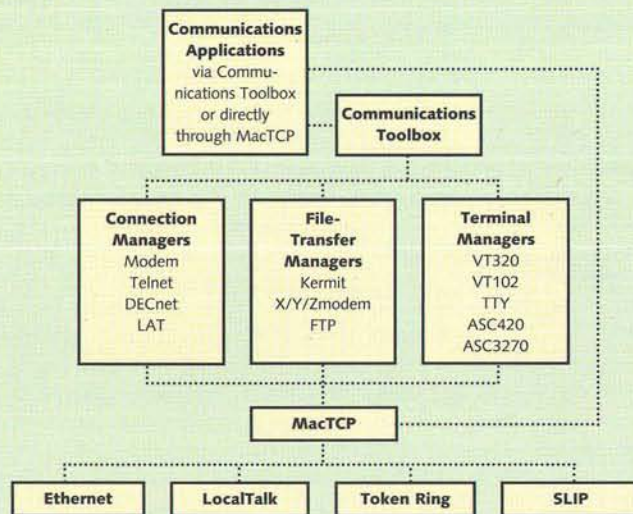 Communications
Applications
via Commu-
nications Toolbox
or directly
through MacTCP
Communications
Toolbox
Connection
Managers
Modem
Telnet
DECnet
LAT
File-
Transfer
Managers
Kermit
X/Y/Zmodem
FTP
Terminal
Managers
VT320
VT102
TTY
ASC420
ASC3270
MacTCP
Ethernet
LocalTalk
Token Ring
SLIP